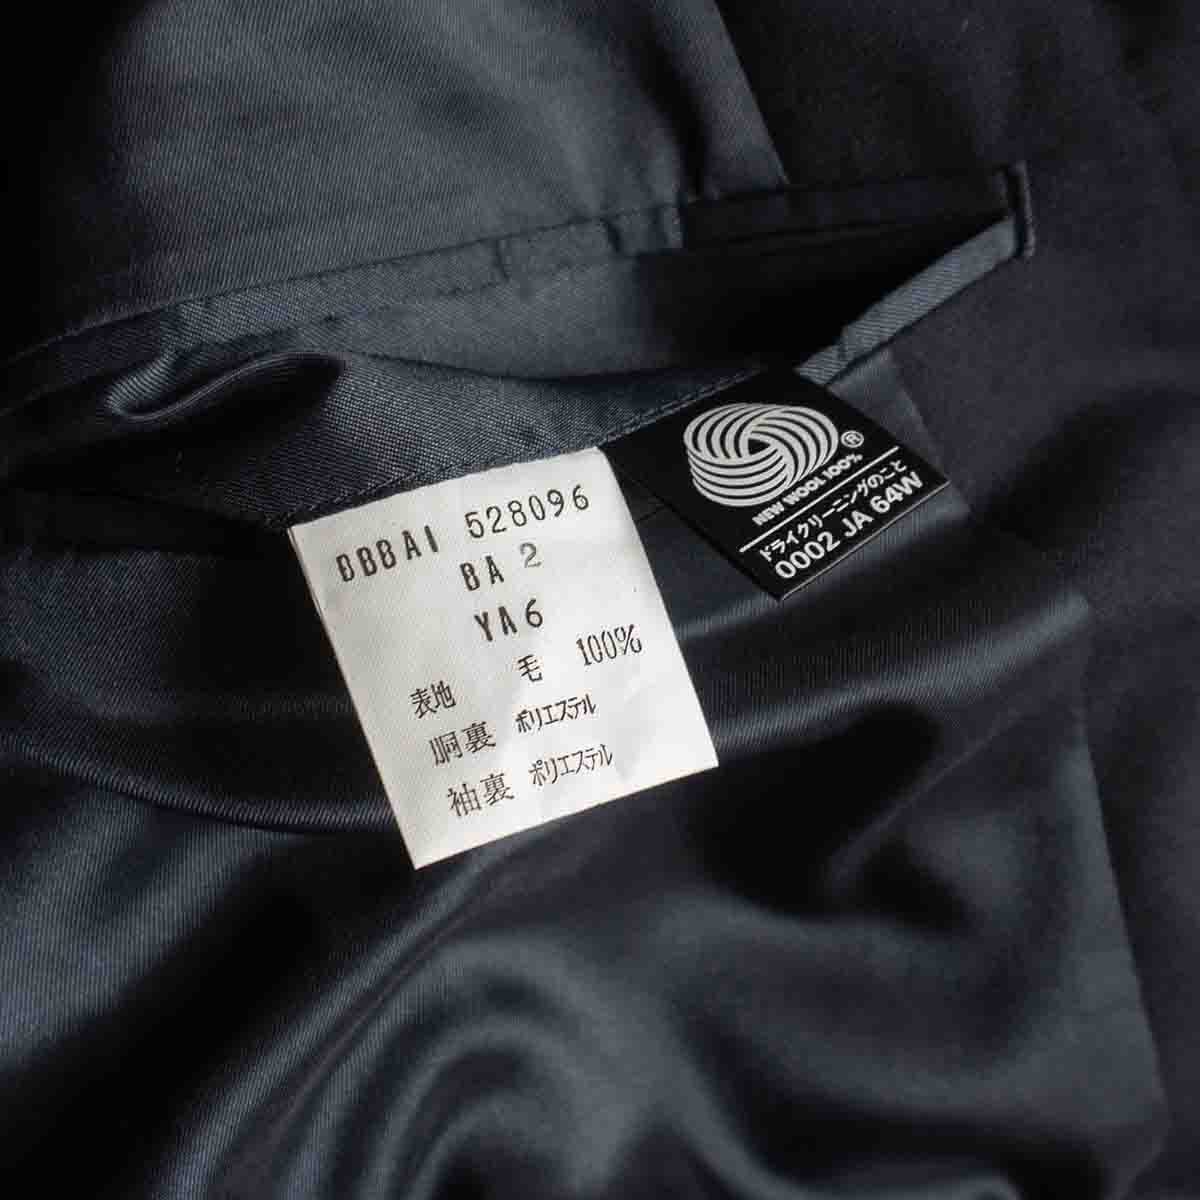 BBBAI 528096
BA 2
YA6
表地 毛 100%
胴裏 ポリエステル
袖裏 ポリエステル
NEW WOOL 100%
®
ドライクリーニングのこと
0002 JA 64W